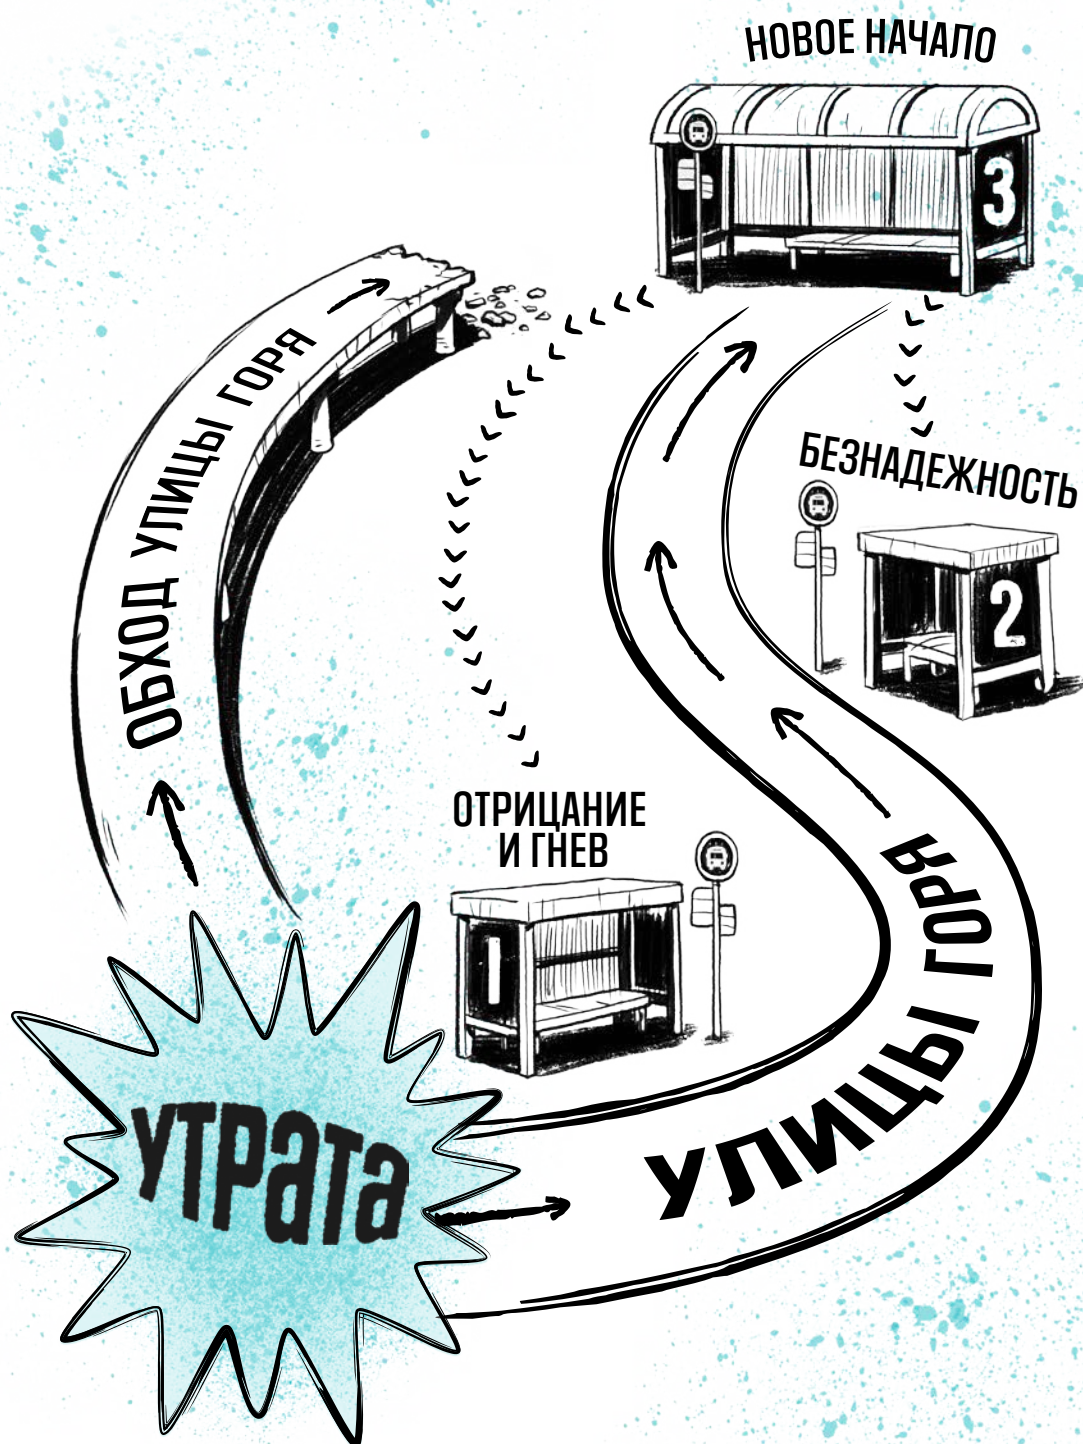 НОВОЕ НАЧАЛО
3
ОБХОД УЛИЦЫ ГОРЯ
БЕЗНАДЕЖНОСТЬ
2
ОТРИЦАНИЕ
И ГНЕВ
1
УЛИЦЫ ГОРЯ
УТРАТА